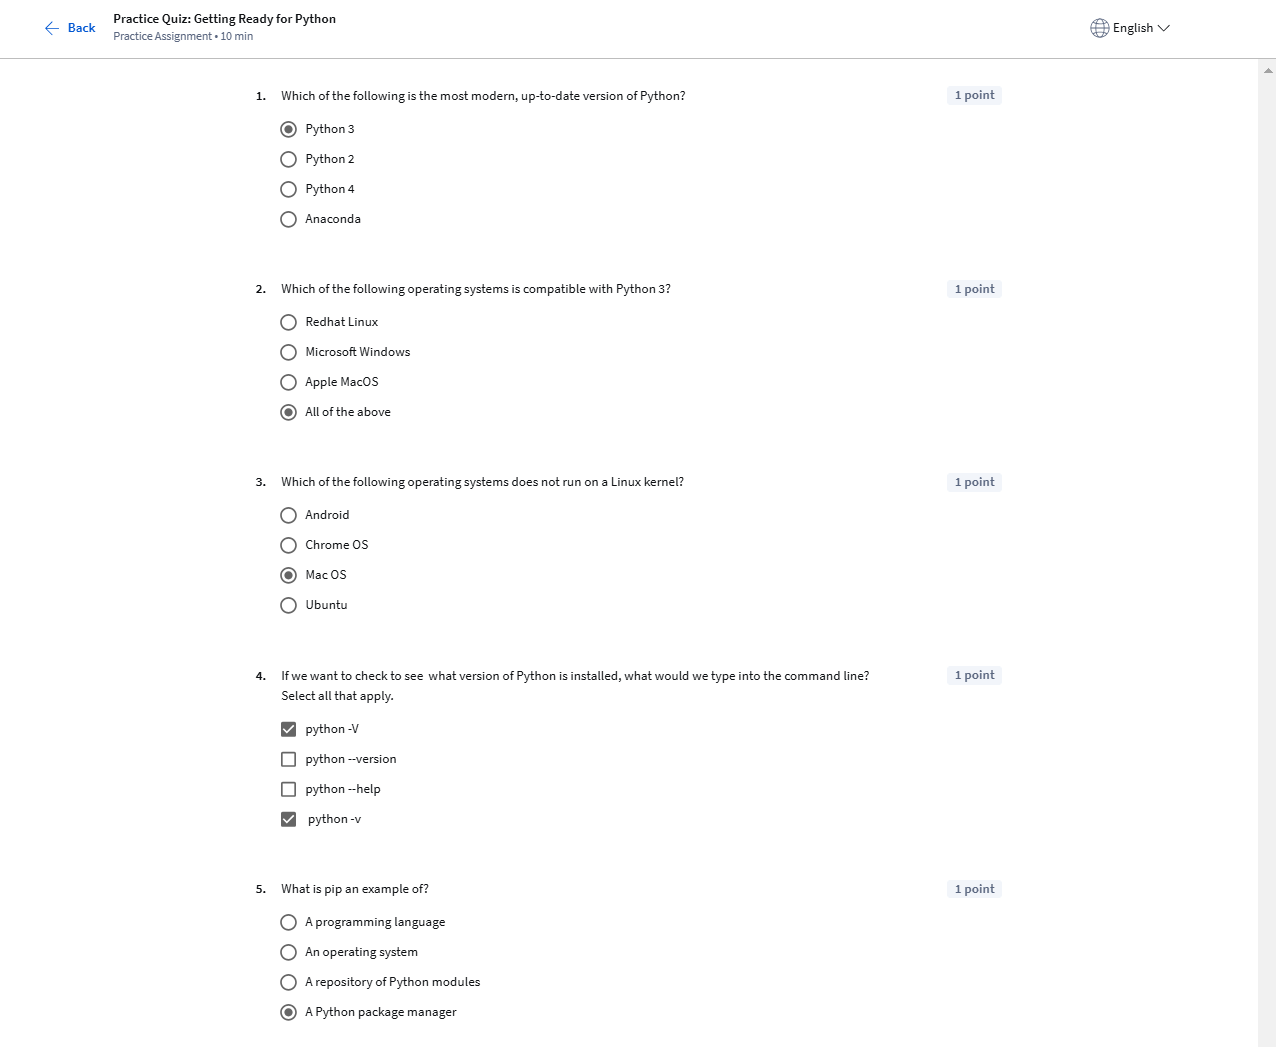 Back
Practice Quiz: Getting Ready for Python
Practice Assignment • 10 min
English
1. Which of the following is the most modern, up-to-date version of Python?
1 point
Python 3
Python 2
Python 4
Anaconda
2. Which of the following operating systems is compatible with Python 3?
1 point
Redhat Linux
Microsoft Windows
Apple MacOS
All of the above
3. Which of the following operating systems does not run on a Linux kernel?
1 point
Android
Chrome OS
Mac OS
Ubuntu
4. If we want to check to see what version of Python is installed, what would we type into the command line?
Select all that apply.
1 point
python -V
python --version
python --help
python -v
5. What is pip an example of?
1 point
A programming language
An operating system
A repository of Python modules
A Python package manager